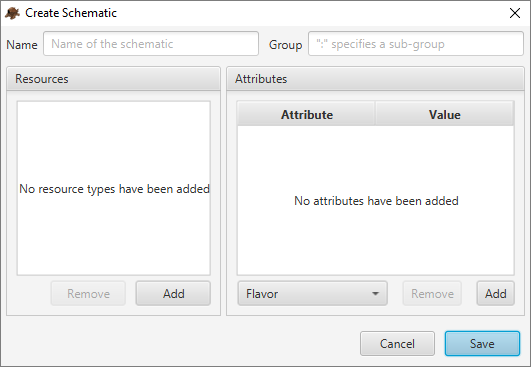 Create Schematic
Name Name of the schematic Group ":" specifies a sub-group
Resources Attributes
Attribute Value
No resource types have been added
No attributes have been added
Remove Add Flavor Remove Add
Cancel Save